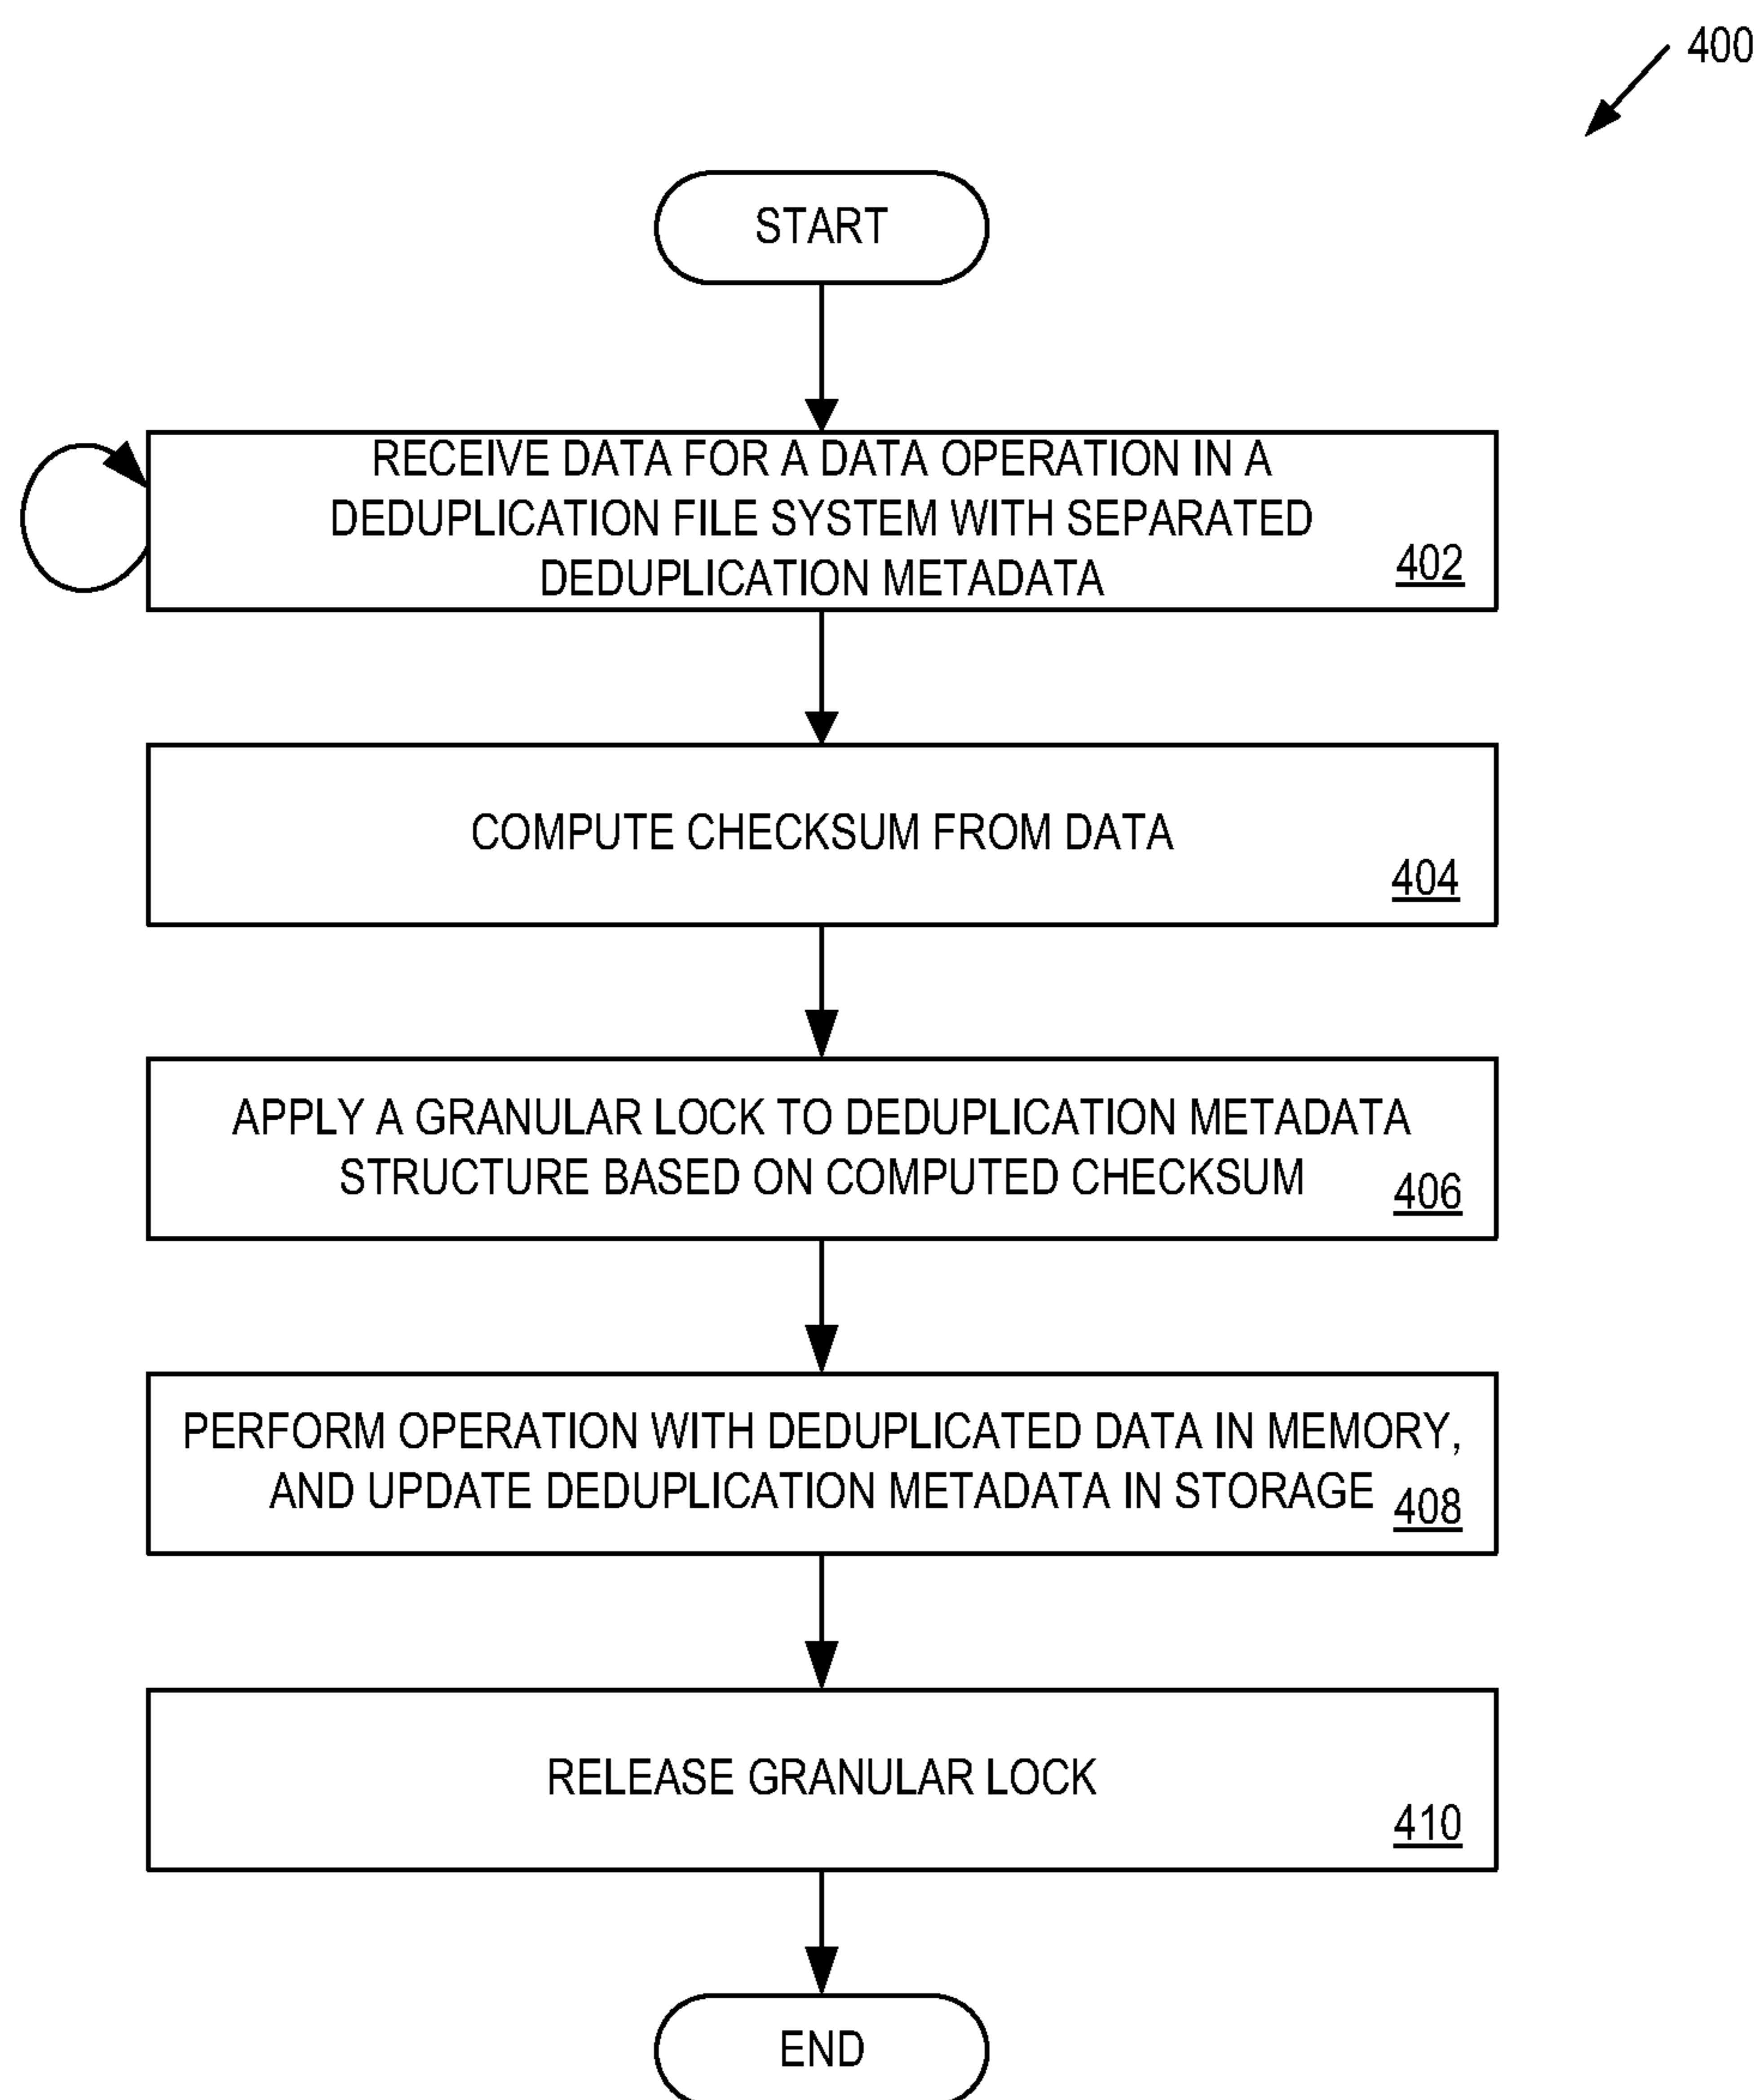 400
START
RECEIVE DATA FOR A DATA OPERATION IN A
DEDUPLICATION FILE SYSTEM WITH SEPARATED
DEDUPLICATION METADATA
402
COMPUTE CHECKSUM FROM DATA
404
APPLY A GRANULAR LOCK TO DEDUPLICATION METADATA
STRUCTURE BASED ON COMPUTED CHECKSUM
406
PERFORM OPERATION WITH DEDUPLICATED DATA IN MEMORY,
AND UPDATE DEDUPLICATION METADATA IN STORAGE
408
RELEASE GRANULAR LOCK
410
END